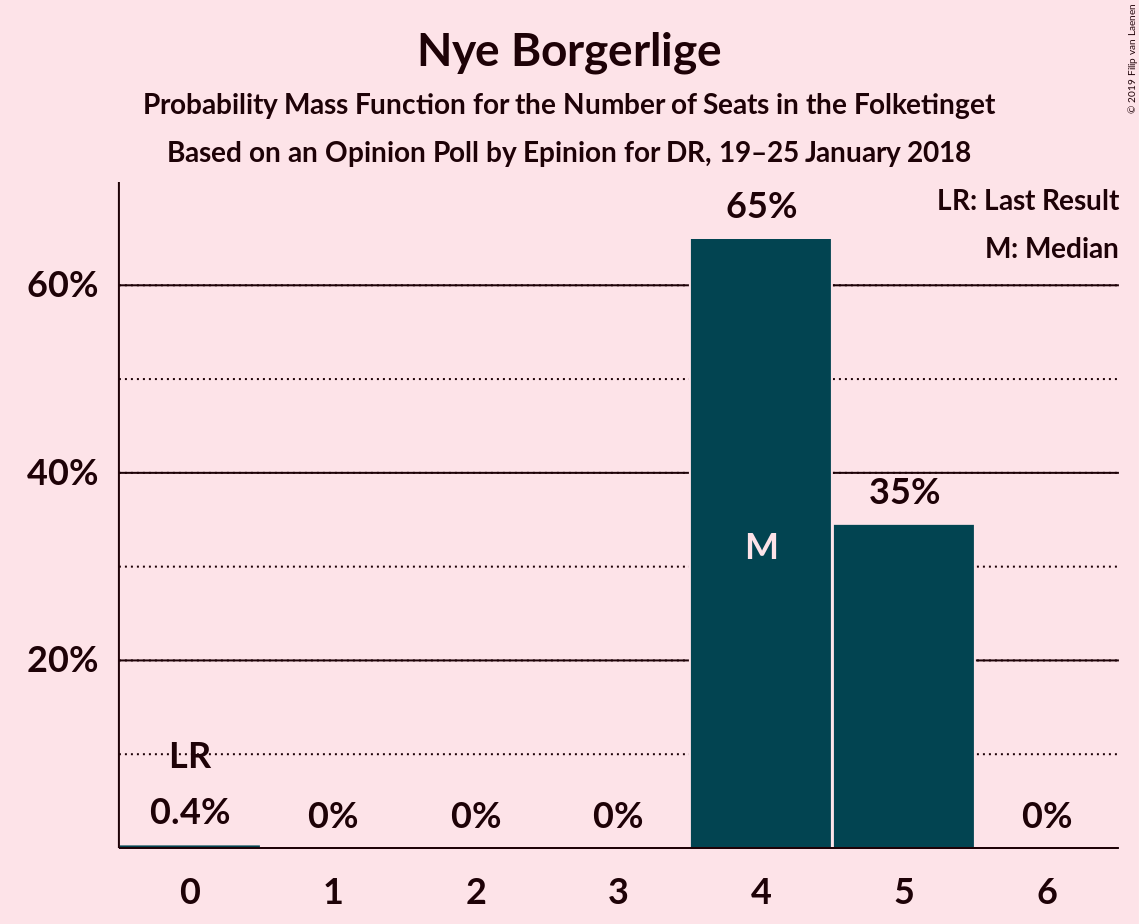 Nye Borgerlige
Probability Mass Function for the Number of Seats in the Folketinget
Based on an Opinion Poll by Epinion for DR, 19–25 January 2018
© 2019 Filip van Laenen
LR: Last Result
M: Median
65%
60%
40%
35%
M
20%
LR
0.4%
0%
0%
0%
0%
0
1
2
3
4
5
6